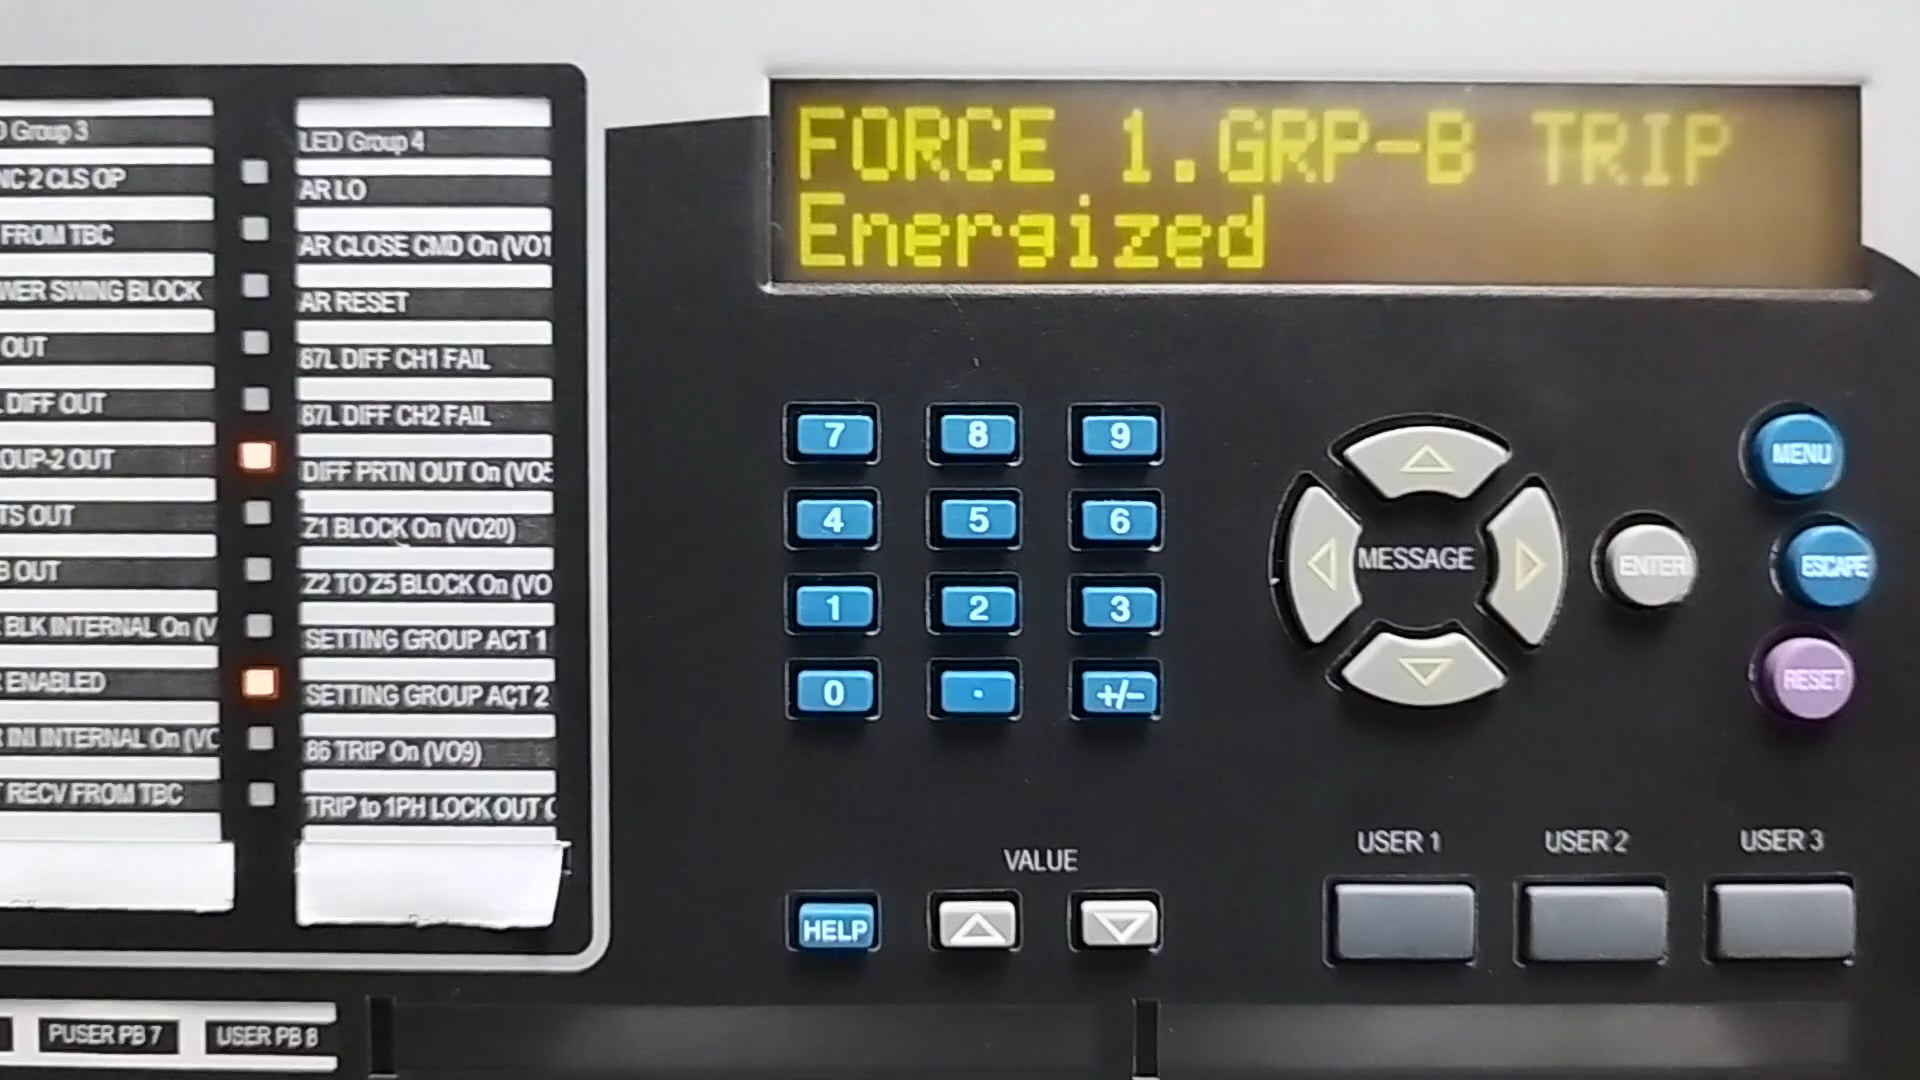 FORCE 1.GRP-B TRIP
Energized
Group 3
NC 2 CLS OP
FROM TBC
WER SWING BLOCK
OUT
DIFF OUT
OUP-2 OUT
TS OUT
B OUT
BLK INTERNAL On (V
ENABLED
INI INTERNAL On (VO
RECV FROM TBC
LED Group 4
AR LO
AR CLOSE CMD On (VO1
AR RESET
87L DIFF CH1 FAIL
87L DIFF CH2 FAIL
DIFF PRTN OUT On (VO5
Z1 BLOCK On (VO20)
Z2 TO Z5 BLOCK On (VO
SETTING GROUP ACT 1
SETTING GROUP ACT 2
86 TRIP On (VO9)
TRIP to 1PH LOCK OUT
7 8 9
4 5 6
1 2 3
0 . +/-
MESSAGE
ENTER
MENU
ESCAPE
RESET
VALUE
HELP
USER 1 USER 2 USER 3
PUSER PB 7 USER PB 8